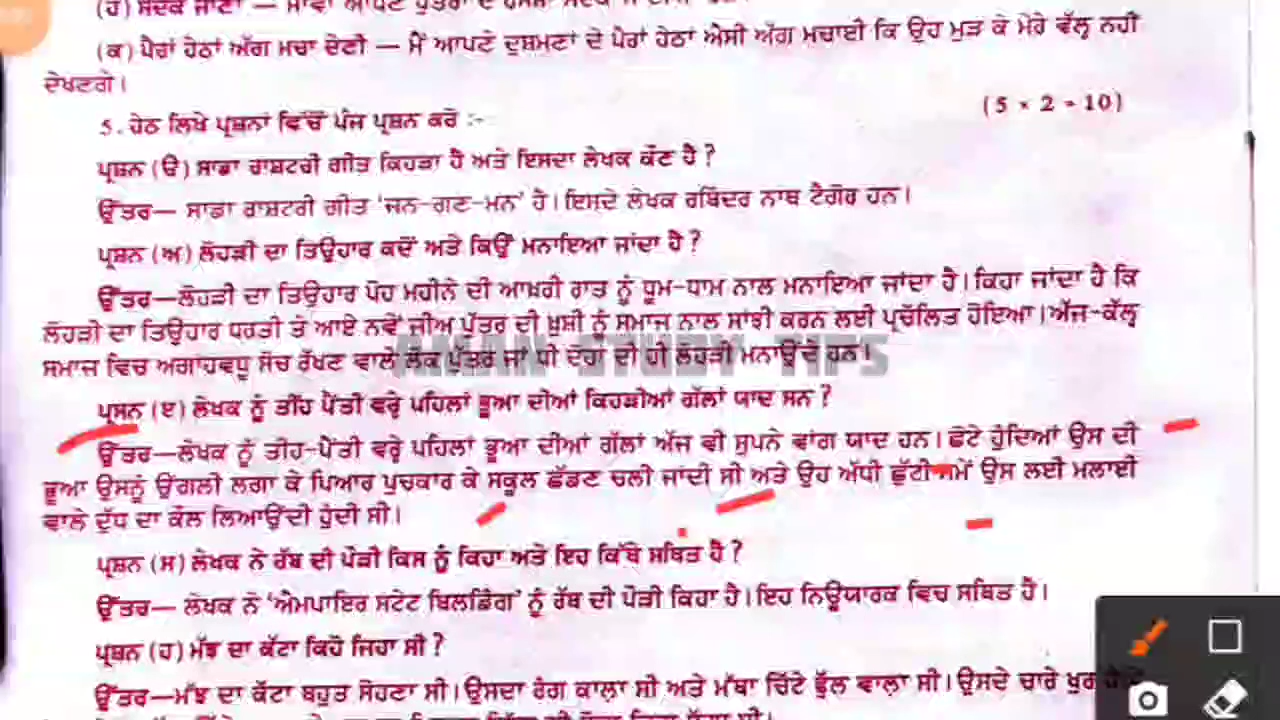 (ਹ) ਸਦਕੇ ਜਾਣਾ —
(ਕ) ਪੈਰਾਂ ਹੇਠਾਂ ਅੱਗ ਮਚਾ ਦੇਣੀ — ਮੈਂ ਆਪਣੇ ਦੁਸ਼ਮਣਾਂ ਦੇ ਪੈਰਾਂ ਹੇਠਾਂ ਐਸੀ ਅੱਗ ਮਚਾਈ ਕਿ ਉਹ ਮੁੜ ਕੇ ਮੇਰੇ ਵੱਲ ਨਹੀਂ
ਦੇਖਣਗੇ।
(5 × 2 = 10)
5. ਹੇਠ ਲਿਖੇ ਪ੍ਰਸ਼ਨਾਂ ਵਿੱਚੋਂ ਪੰਜ ਪ੍ਰਸ਼ਨ ਕਰੋ :-
ਪ੍ਰਸ਼ਨ (ੳ) ਸਾਡਾ ਰਾਸ਼ਟਰੀ ਗੀਤ ਕਿਹੜਾ ਹੈ ਅਤੇ ਇਸਦਾ ਲੇਖਕ ਕੌਣ ਹੈ ?
ਉੱਤਰ— ਸਾਡਾ ਰਾਸ਼ਟਰੀ ਗੀਤ 'ਜਨ-ਗਣ-ਮਨ' ਹੈ। ਇਸਦੇ ਲੇਖਕ ਰਬਿੰਦਰ ਨਾਥ ਟੈਗੋਰ ਹਨ।
ਪ੍ਰਸ਼ਨ (ਅ) ਲੋਹੜੀ ਦਾ ਤਿਉਹਾਰ ਕਦੋਂ ਅਤੇ ਕਿਉਂ ਮਨਾਇਆ ਜਾਂਦਾ ਹੈ ?
ਉੱਤਰ—ਲੋਹੜੀ ਦਾ ਤਿਉਹਾਰ ਪੋਹ ਮਹੀਨੇ ਦੀ ਆਖ਼ਰੀ ਰਾਤ ਨੂੰ ਧੂਮ-ਧਾਮ ਨਾਲ ਮਨਾਇਆ ਜਾਂਦਾ ਹੈ। ਕਿਹਾ ਜਾਂਦਾ ਹੈ ਕਿ
ਲੋਹੜੀ ਦਾ ਤਿਉਹਾਰ ਧਰਤੀ ਤੇ ਆਏ ਨਵੇਂ ਜੀਅ ਪੁੱਤਰ ਦੀ ਖ਼ੁਸ਼ੀ ਨੂੰ ਸਮਾਜ ਨਾਲ ਸਾਂਝੀ ਕਰਨ ਲਈ ਪ੍ਰਚੱਲਿਤ ਹੋਇਆ। ਅੱਜ-ਕੱਲ੍ਹ
ਸਮਾਜ ਵਿਚ ਅਗਾਂਹਵਧੂ ਸੋਚ ਰੱਖਣ ਵਾਲੇ ਲੋਕ ਪੁੱਤਰ ਜਾਂ ਧੀ ਦੋਹਾਂ ਦੀ ਹੀ ਲੋਹੜੀ ਮਨਾਉਂਦੇ ਹਨ।
AMAN STUDY TIPS
ਪ੍ਰਸ਼ਨ (ੲ) ਲੇਖਕ ਨੂੰ ਤੀਹ ਪੈਂਤੀ ਵਰ੍ਹੇ ਪਹਿਲਾਂ ਭੂਆ ਦੀਆਂ ਕਿਹੜੀਆਂ ਗੱਲਾਂ ਯਾਦ ਸਨ ?
ਉੱਤਰ—ਲੇਖਕ ਨੂੰ ਤੀਹ-ਪੈਂਤੀ ਵਰ੍ਹੇ ਪਹਿਲਾਂ ਭੂਆ ਦੀਆਂ ਗੱਲਾਂ ਅੱਜ ਵੀ ਸੁਪਨੇ ਵਾਂਗ ਯਾਦ ਹਨ। ਛੋਟੇ ਹੁੰਦਿਆਂ ਉਸ ਦੀ
ਭੂਆ ਉਸਨੂੰ ਉਂਗਲੀ ਲਗਾ ਕੇ ਪਿਆਰ ਪੁਚਕਾਰ ਕੇ ਸਕੂਲ ਛੱਡਣ ਚਲੀ ਜਾਂਦੀ ਸੀ ਅਤੇ ਉਹ ਅੱਧੀ ਛੁੱਟੀ ਸਮੇਂ ਉਸ ਲਈ ਮਲਾਈ
ਵਾਲੇ ਦੁੱਧ ਦਾ ਕੌਲ ਲਿਆਉਂਦੀ ਹੁੰਦੀ ਸੀ।
ਪ੍ਰਸ਼ਨ (ਸ) ਲੇਖਕ ਨੇ ਰੱਬ ਦੀ ਪੌੜੀ ਕਿਸ ਨੂੰ ਕਿਹਾ ਅਤੇ ਇਹ ਕਿੱਥੇ ਸਥਿਤ ਹੈ ?
ਉੱਤਰ— ਲੇਖਕ ਨੇ 'ਐਮਪਾਇਰ ਸਟੇਟ ਬਿਲਡਿੰਗ' ਨੂੰ ਰੱਬ ਦੀ ਪੌੜੀ ਕਿਹਾ ਹੈ। ਇਹ ਨਿਊਯਾਰਕ ਵਿਚ ਸਥਿਤ ਹੈ।
ਪ੍ਰਸ਼ਨ (ਹ) ਮੱਝ ਦਾ ਕੱਟਾ ਕਿਹੋ ਜਿਹਾ ਸੀ ?
ਉੱਤਰ—ਮੱਝ ਦਾ ਕੱਟਾ ਬਹੁਤ ਸੋਹਣਾ ਸੀ। ਉਸਦਾ ਰੰਗ ਕਾਲਾ ਸੀ ਅਤੇ ਮੱਥਾ ਚਿੱਟੇ ਫੁੱਲ ਵਾਲਾ ਸੀ। ਉਸਦੇ ਚਾਰੇ ਖੁਰ